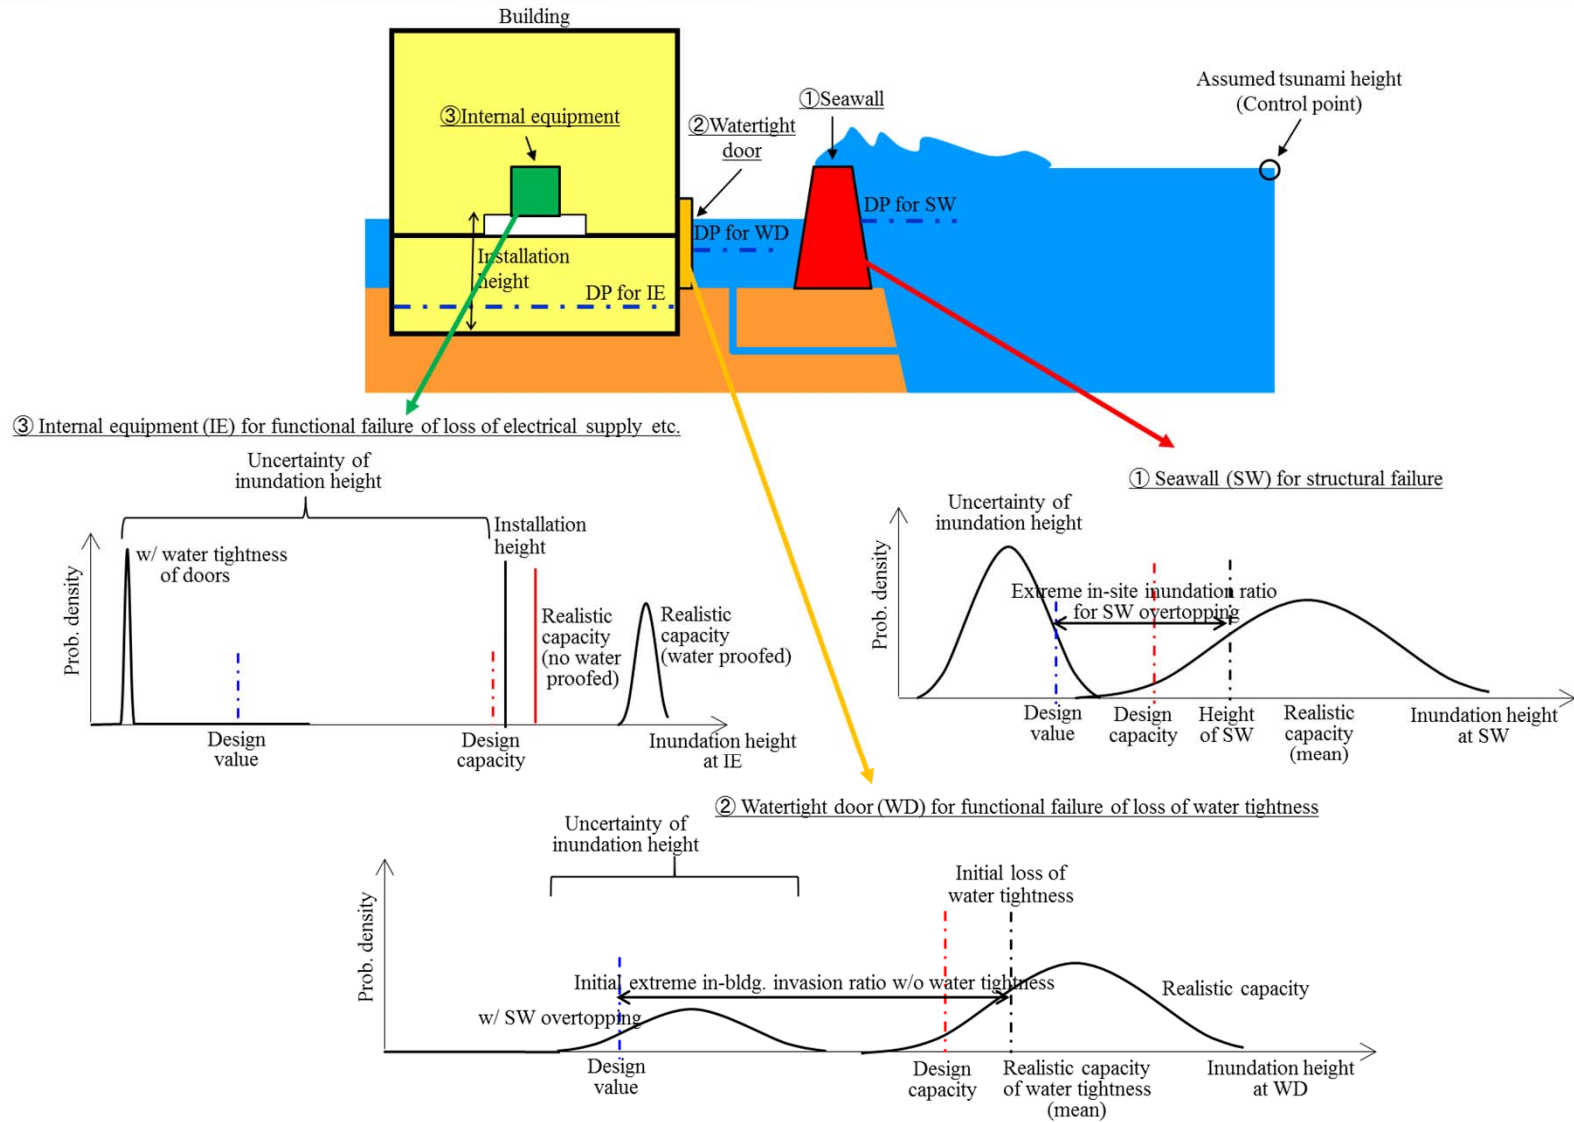 Building
Assumed tsunami height
(Control point)
①Seawall
③Internal equipment
②Watertight
door
DP for SW
DP for WD
Installation
height
DP for IE
③ Internal equipment (IE) for functional failure of loss of electrical supply etc.
Uncertainty of
inundation height
Installation
height
w/ water tightness
of doors
Prob. density
Realistic
capacity
(no water
proofed)
Realistic
capacity
(water proofed)
Design
value
Design
capacity
Inundation height
at IE
① Seawall (SW) for structural failure
Uncertainty of
inundation height
Prob. density
Extreme in-site inundation ratio
for SW overtopping
Design
value
Design
capacity
Height
of SW
Realistic
capacity
(mean)
Inundation height
at SW
② Watertight door (WD) for functional failure of loss of water tightness
Uncertainty of
inundation height
Initial loss of
water tightness
Prob. density
Initial extreme in-bldg. invasion ratio w/o water tightness
w/ SW overtopping
Realistic capacity
Design
value
Design
capacity
Realistic capacity
of water tightness
(mean)
Inundation height
at WD